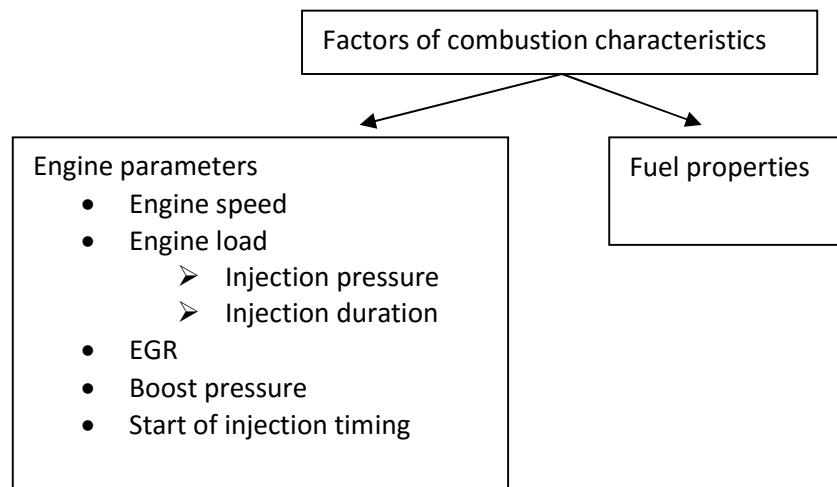 Factors of combustion characteristics
Engine parameters
• Engine speed
• Engine load
➢ Injection pressure
➢ Injection duration
• EGR
• Boost pressure
• Start of injection timing
Fuel properties